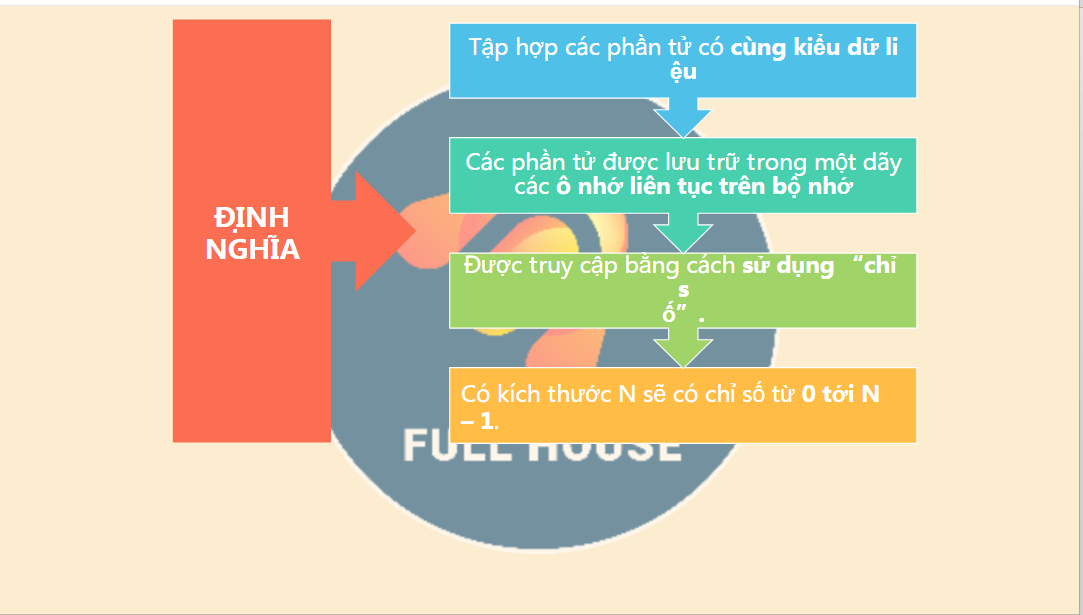 ĐỊNH
NGHĨA
Tập hợp các phần tử có cùng kiểu dữ li
ệu
Các phần tử được lưu trữ trong một dãy
các ô nhớ liên tục trên bộ nhớ
Được truy cập bằng cách sử dụng “chỉ
s
ố” .
Có kích thước N sẽ có chỉ số từ 0 tới N
– 1.
FULL HOUSE